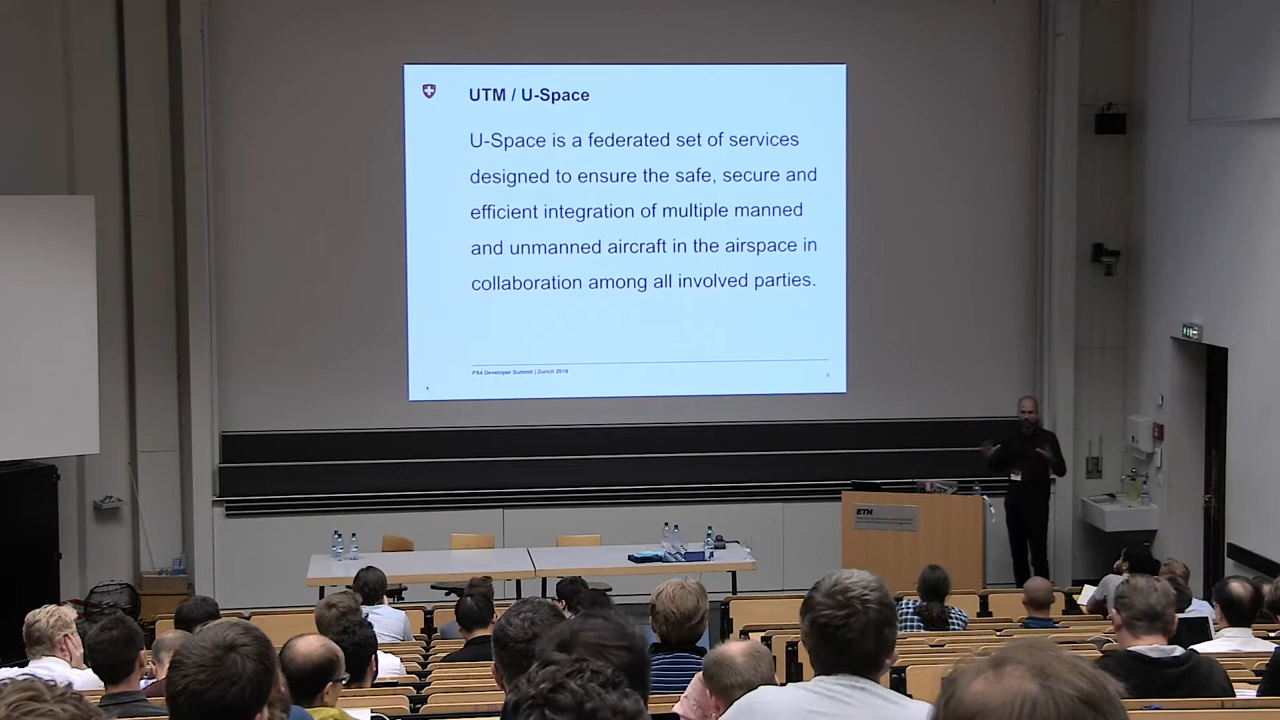 UTM / U-Space
U-Space is a federated set of services
designed to ensure the safe, secure and
efficient integration of multiple manned
and unmanned aircraft in the airspace in
collaboration among all involved parties.
PX4 Developer Summit | Zurich 2019
ETH